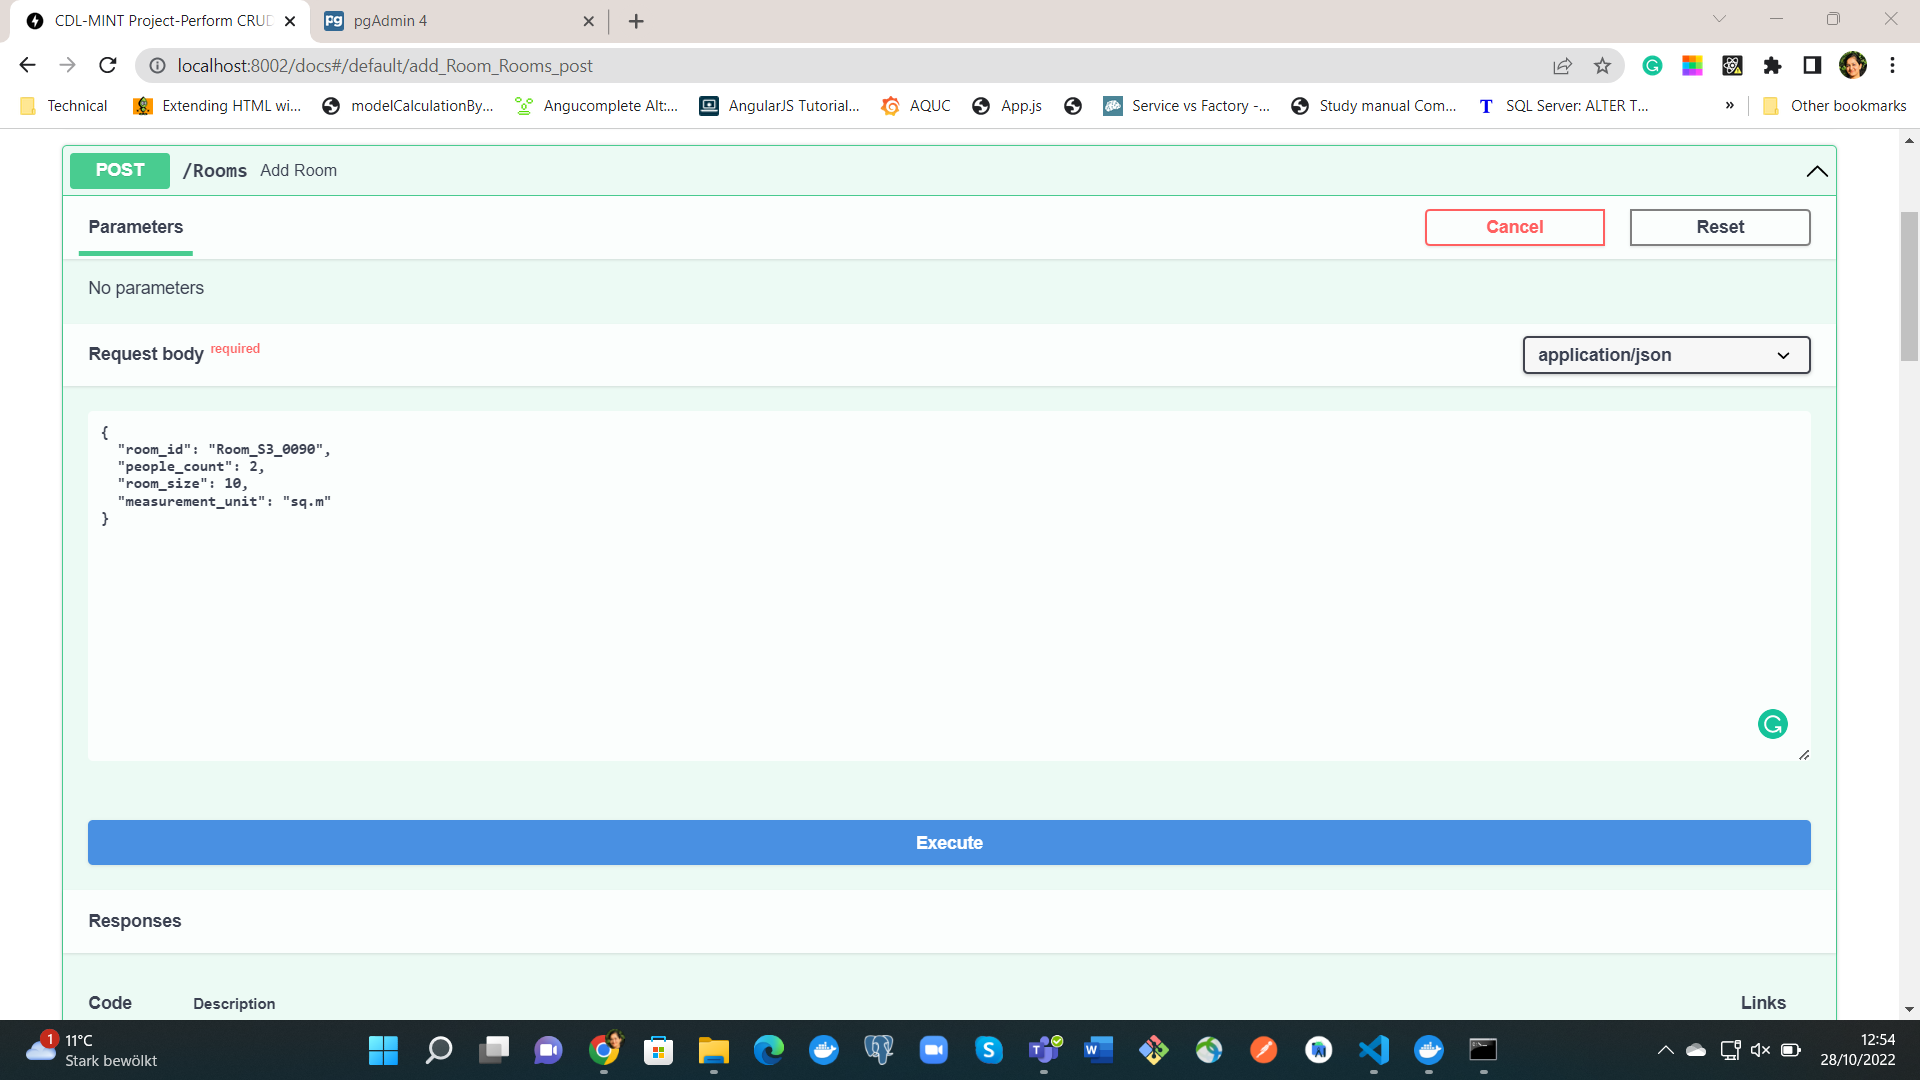 CDL-MINT Project-Perform CRUD
pgAdmin 4
localhost:8002/docs#/default/add_Room_Rooms_post
Technical
Extending HTML wi...
modelCalculationBy...
Angucomplete Alt:...
AngularJS Tutorial...
AQUC
App.js
Service vs Factory -...
Study manual Com...
SQL Server: ALTER T...
»
Other bookmarks
POST /Rooms Add Room
Parameters
Cancel
Reset
No parameters
Request body required
application/json
{
"room_id": "Room_S3_0090",
"people_count": 2,
"room_size": 10,
"measurement_unit": "sq.m"
}
Execute
Responses
Code Description Links
1
11°C
Stark bewölkt
12:54
28/10/2022